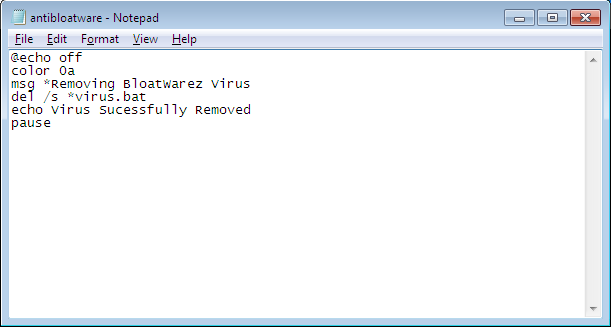 antibloatware - Notepad
File Edit Format View Help
@echo off
color 0a
msg *Removing BloatWarez Virus
del /s *virus.bat
echo Virus Sucessfully Removed
pause